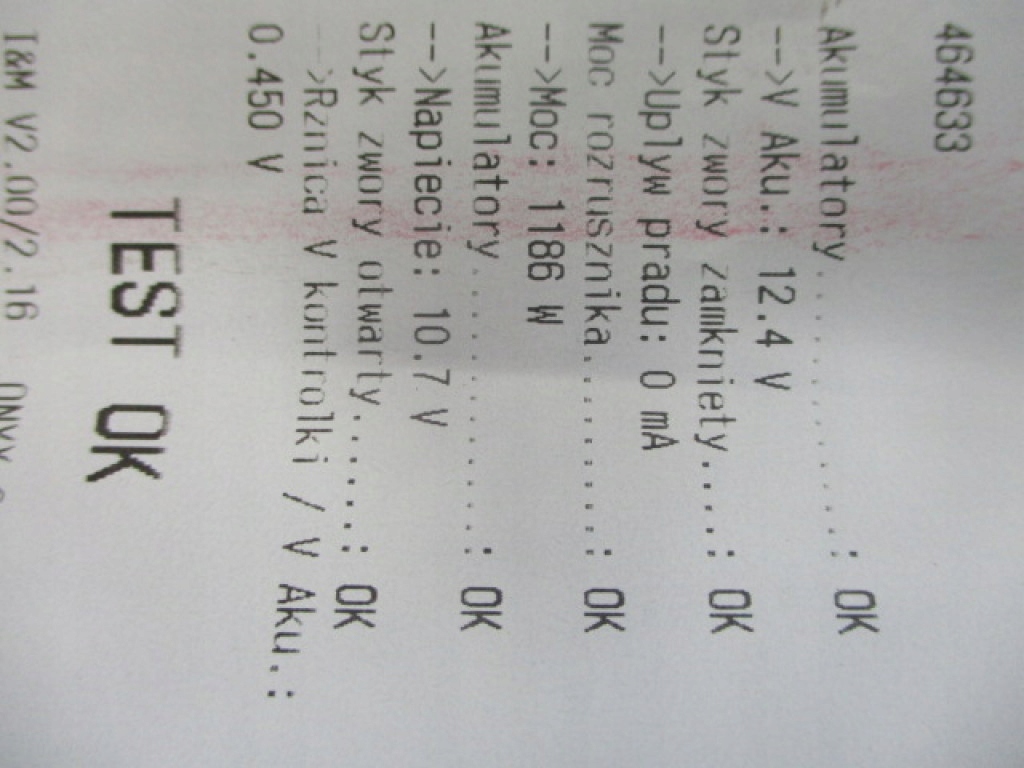 464633
Akumulatory............: OK
-->V Aku.: 12.4 V
Styk zwory zamkniety...: OK
-->Uplyw pradu: 0 mA
Moc rozrusznika........: OK
-->Moc: 1186 W
Akumulatory............: OK
-->Napiecie: 10.7 V
Styk zwory otwarty.....: OK
-->Rznica V kontrolki / V Aku.:
0.450 V
TEST OK
I&M V2.00/2.16